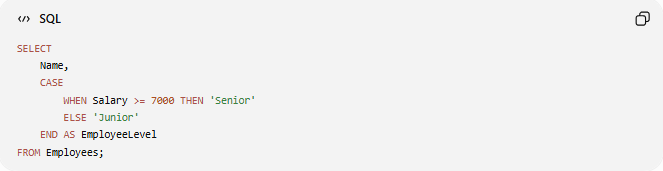 SQL
SELECT
    Name,
    CASE
        WHEN Salary >= 7000 THEN 'Senior'
        ELSE 'Junior'
    END AS EmployeeLevel
FROM Employees;